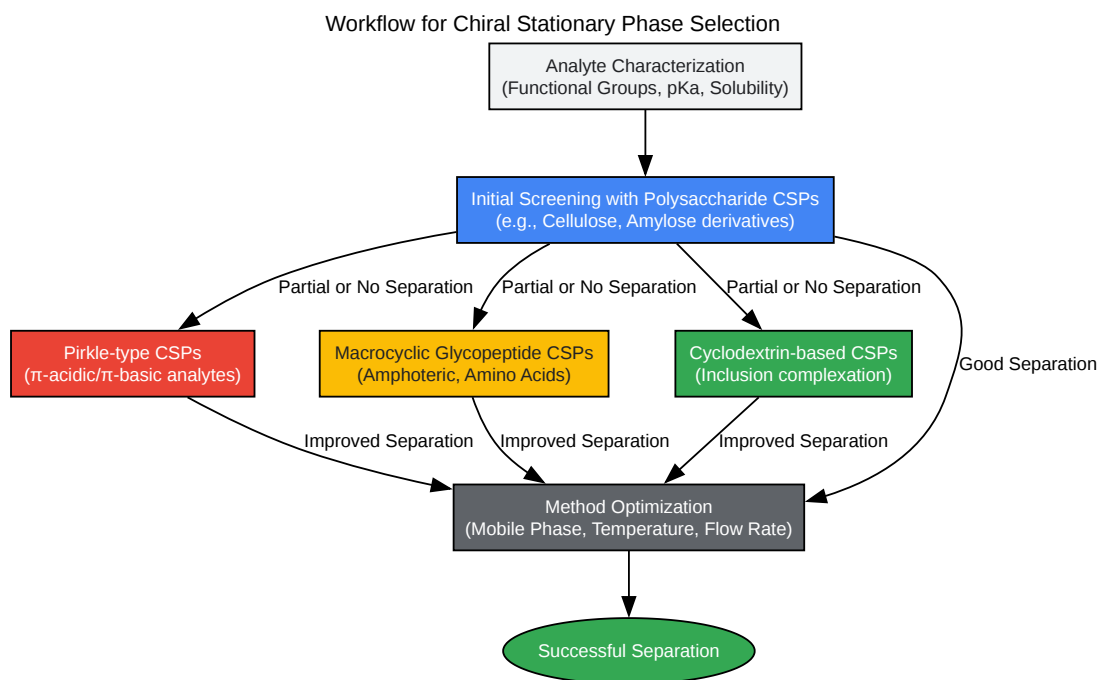 Workflow for Chiral Stationary Phase Selection
Analyte Characterization
(Functional Groups, pKa, Solubility)
Initial Screening with Polysaccharide CSPs
(e.g., Cellulose, Amylose derivatives)
Partial or No Separation
Partial or No Separation
Partial or No Separation
Pirkle-type CSPs
(π-acidic/π-basic analytes)
Macrocyclic Glycopeptide CSPs
(Amphoteric, Amino Acids)
Cyclodextrin-based CSPs
(Inclusion complexation)
Good Separation
Improved Separation
Improved Separation
Improved Separation
Method Optimization
(Mobile Phase, Temperature, Flow Rate)
Successful Separation